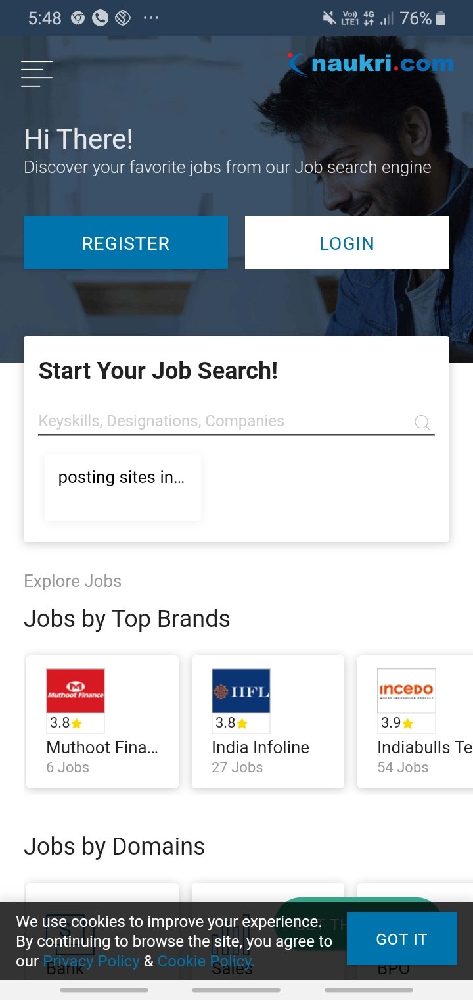 5:48
Vo)) 4G
LTE1
76%
naukri.com
Hi There!
Discover your favorite jobs from our Job search engine
REGISTER
LOGIN
Start Your Job Search!
Keyskills, Designations, Companies
posting sites in...
Explore Jobs
Jobs by Top Brands
Muthoot Finance
IIFL
INCEDO
3.8
3.8
3.9
Muthoot Fina...
India Infoline
Indiabulls Te
6 Jobs
27 Jobs
54 Jobs
Jobs by Domains
We use cookies to improve your experience.
By continuing to browse the site, you agree to
our Privacy Policy & Cookie Policy.
GOT IT
Bank
Sales
BPO